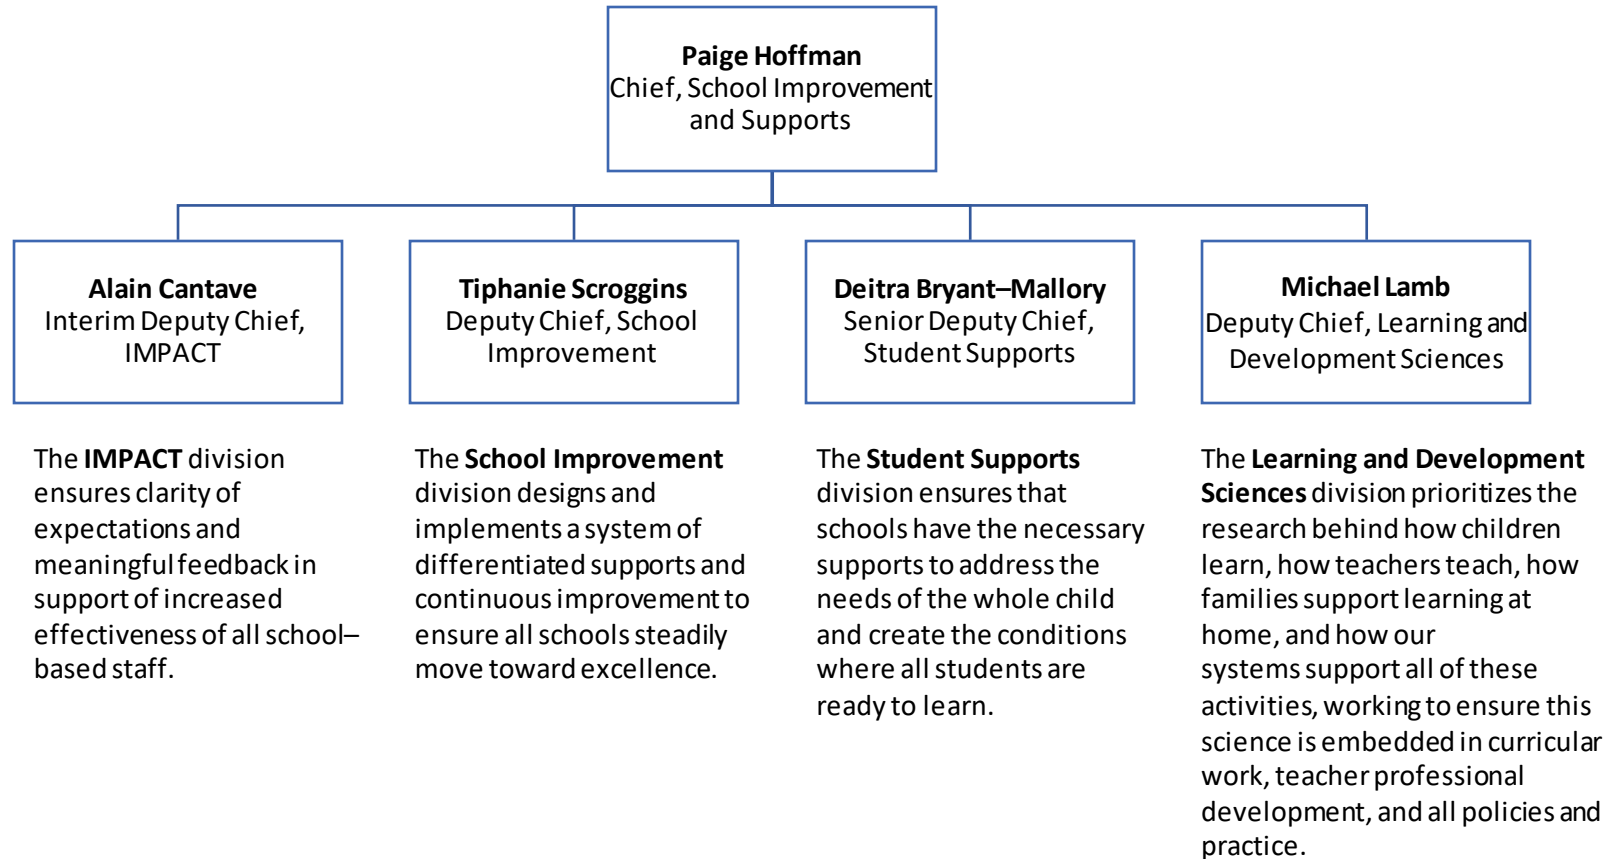 Paige Hoffman
Chief, School Improvement
and Supports
Alain Cantave
Interim Deputy Chief,
IMPACT
Tiphanie Scroggins
Deputy Chief, School
Improvement
Deitra Bryant–Mallory
Senior Deputy Chief,
Student Supports
Michael Lamb
Deputy Chief, Learning and
Development Sciences
The IMPACT division
ensures clarity of
expectations and
meaningful feedback in
support of increased
effectiveness of all school–
based staff.
The School Improvement
division designs and
implements a system of
differentiated supports and
continuous improvement to
ensure all schools steadily
move toward excellence.
The Student Supports
division ensures that
schools have the necessary
supports to address the
needs of the whole child
and create the conditions
where all students are
ready to learn.
The Learning and Development
Sciences division prioritizes the
research behind how children
learn, how teachers teach, how
families support learning at
home, and how our
systems support all of these
activities, working to ensure this
science is embedded in curricular
work, teacher professional
development, and all policies and
practice.